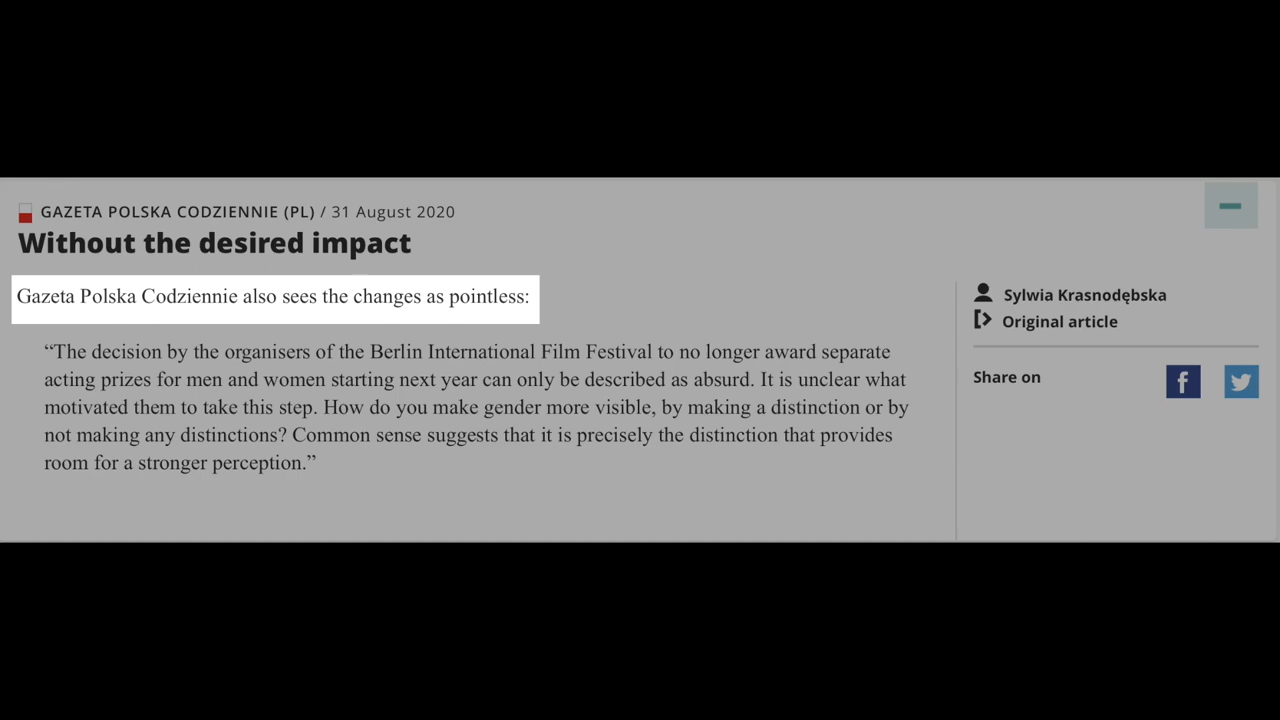 GAZETA POLSKA CODZIENNIE (PL) / 31 August 2020
Without the desired impact
Gazeta Polska Codziennie also sees the changes as pointless:
“The decision by the organisers of the Berlin International Film Festival to no longer award separate
acting prizes for men and women starting next year can only be described as absurd. It is unclear what
motivated them to take this step. How do you make gender more visible, by making a distinction or by
not making any distinctions? Common sense suggests that it is precisely the distinction that provides
room for a stronger perception.”
Sylwia Krasnodębska
Original article
Share on